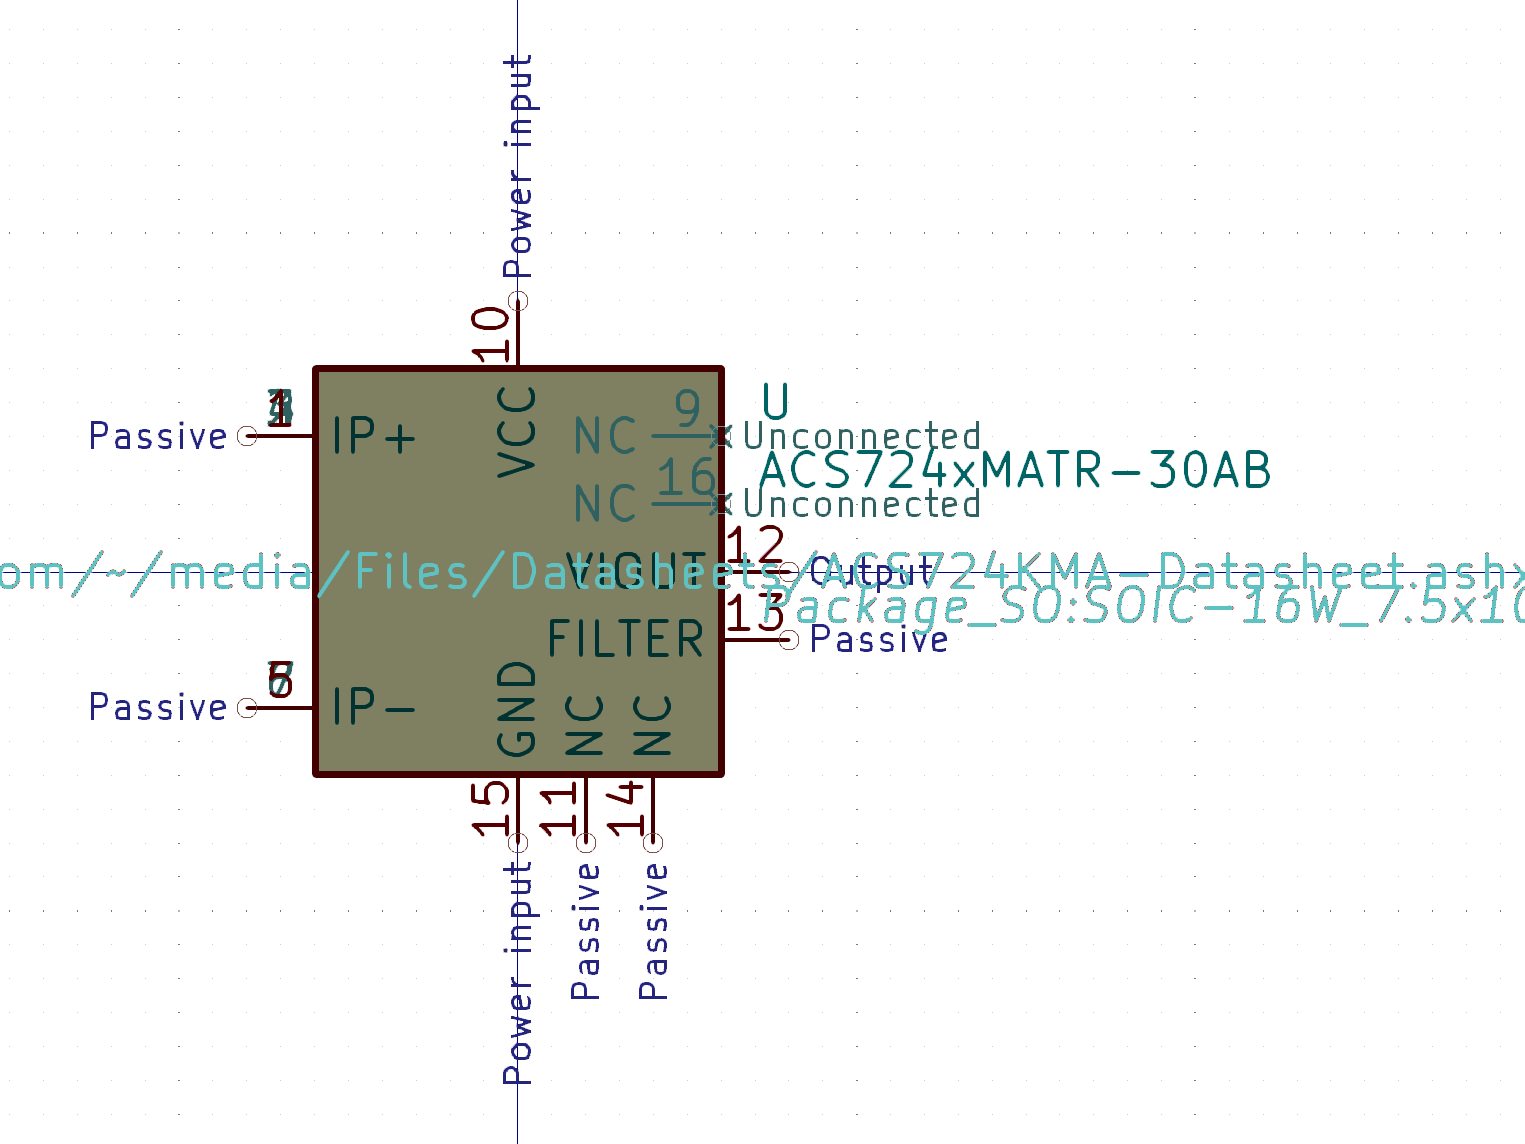 Power input
10
VCC
1
Passive
IP+
NC
9
Unconnected
U
ACS724xMATR-30AB
NC
16
Unconnected
12
VIOUT
Output
om/~/media/Files/Datasheets/ACS724KMA-Datasheet.ashx
Package_SO:SOIC-16W_7.5x10
13
FILTER
Passive
5
Passive
IP-
GND
NC
NC
15
11
14
Power input
Passive
Passive